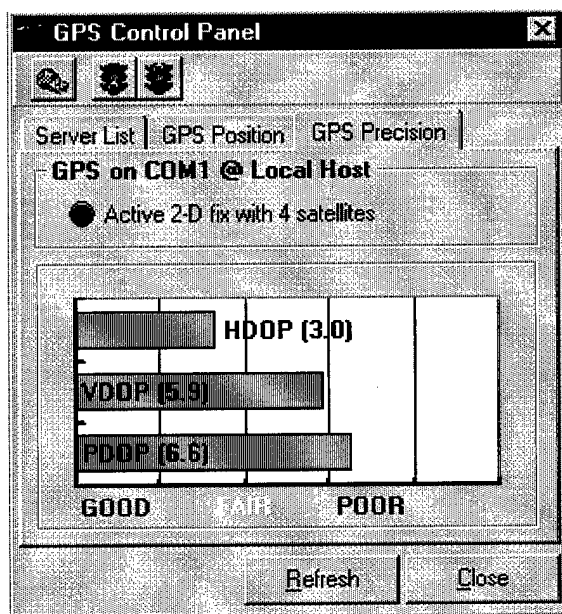 GPS Control Panel
Server List GPS Position GPS Precision
GPS on COM1 @ Local Host
Active 2-D fix with 4 satellites
HDOP (3.0)
VDOP (5.9)
PDOP (6.6)
GOOD FAIR POOR
Refresh Close